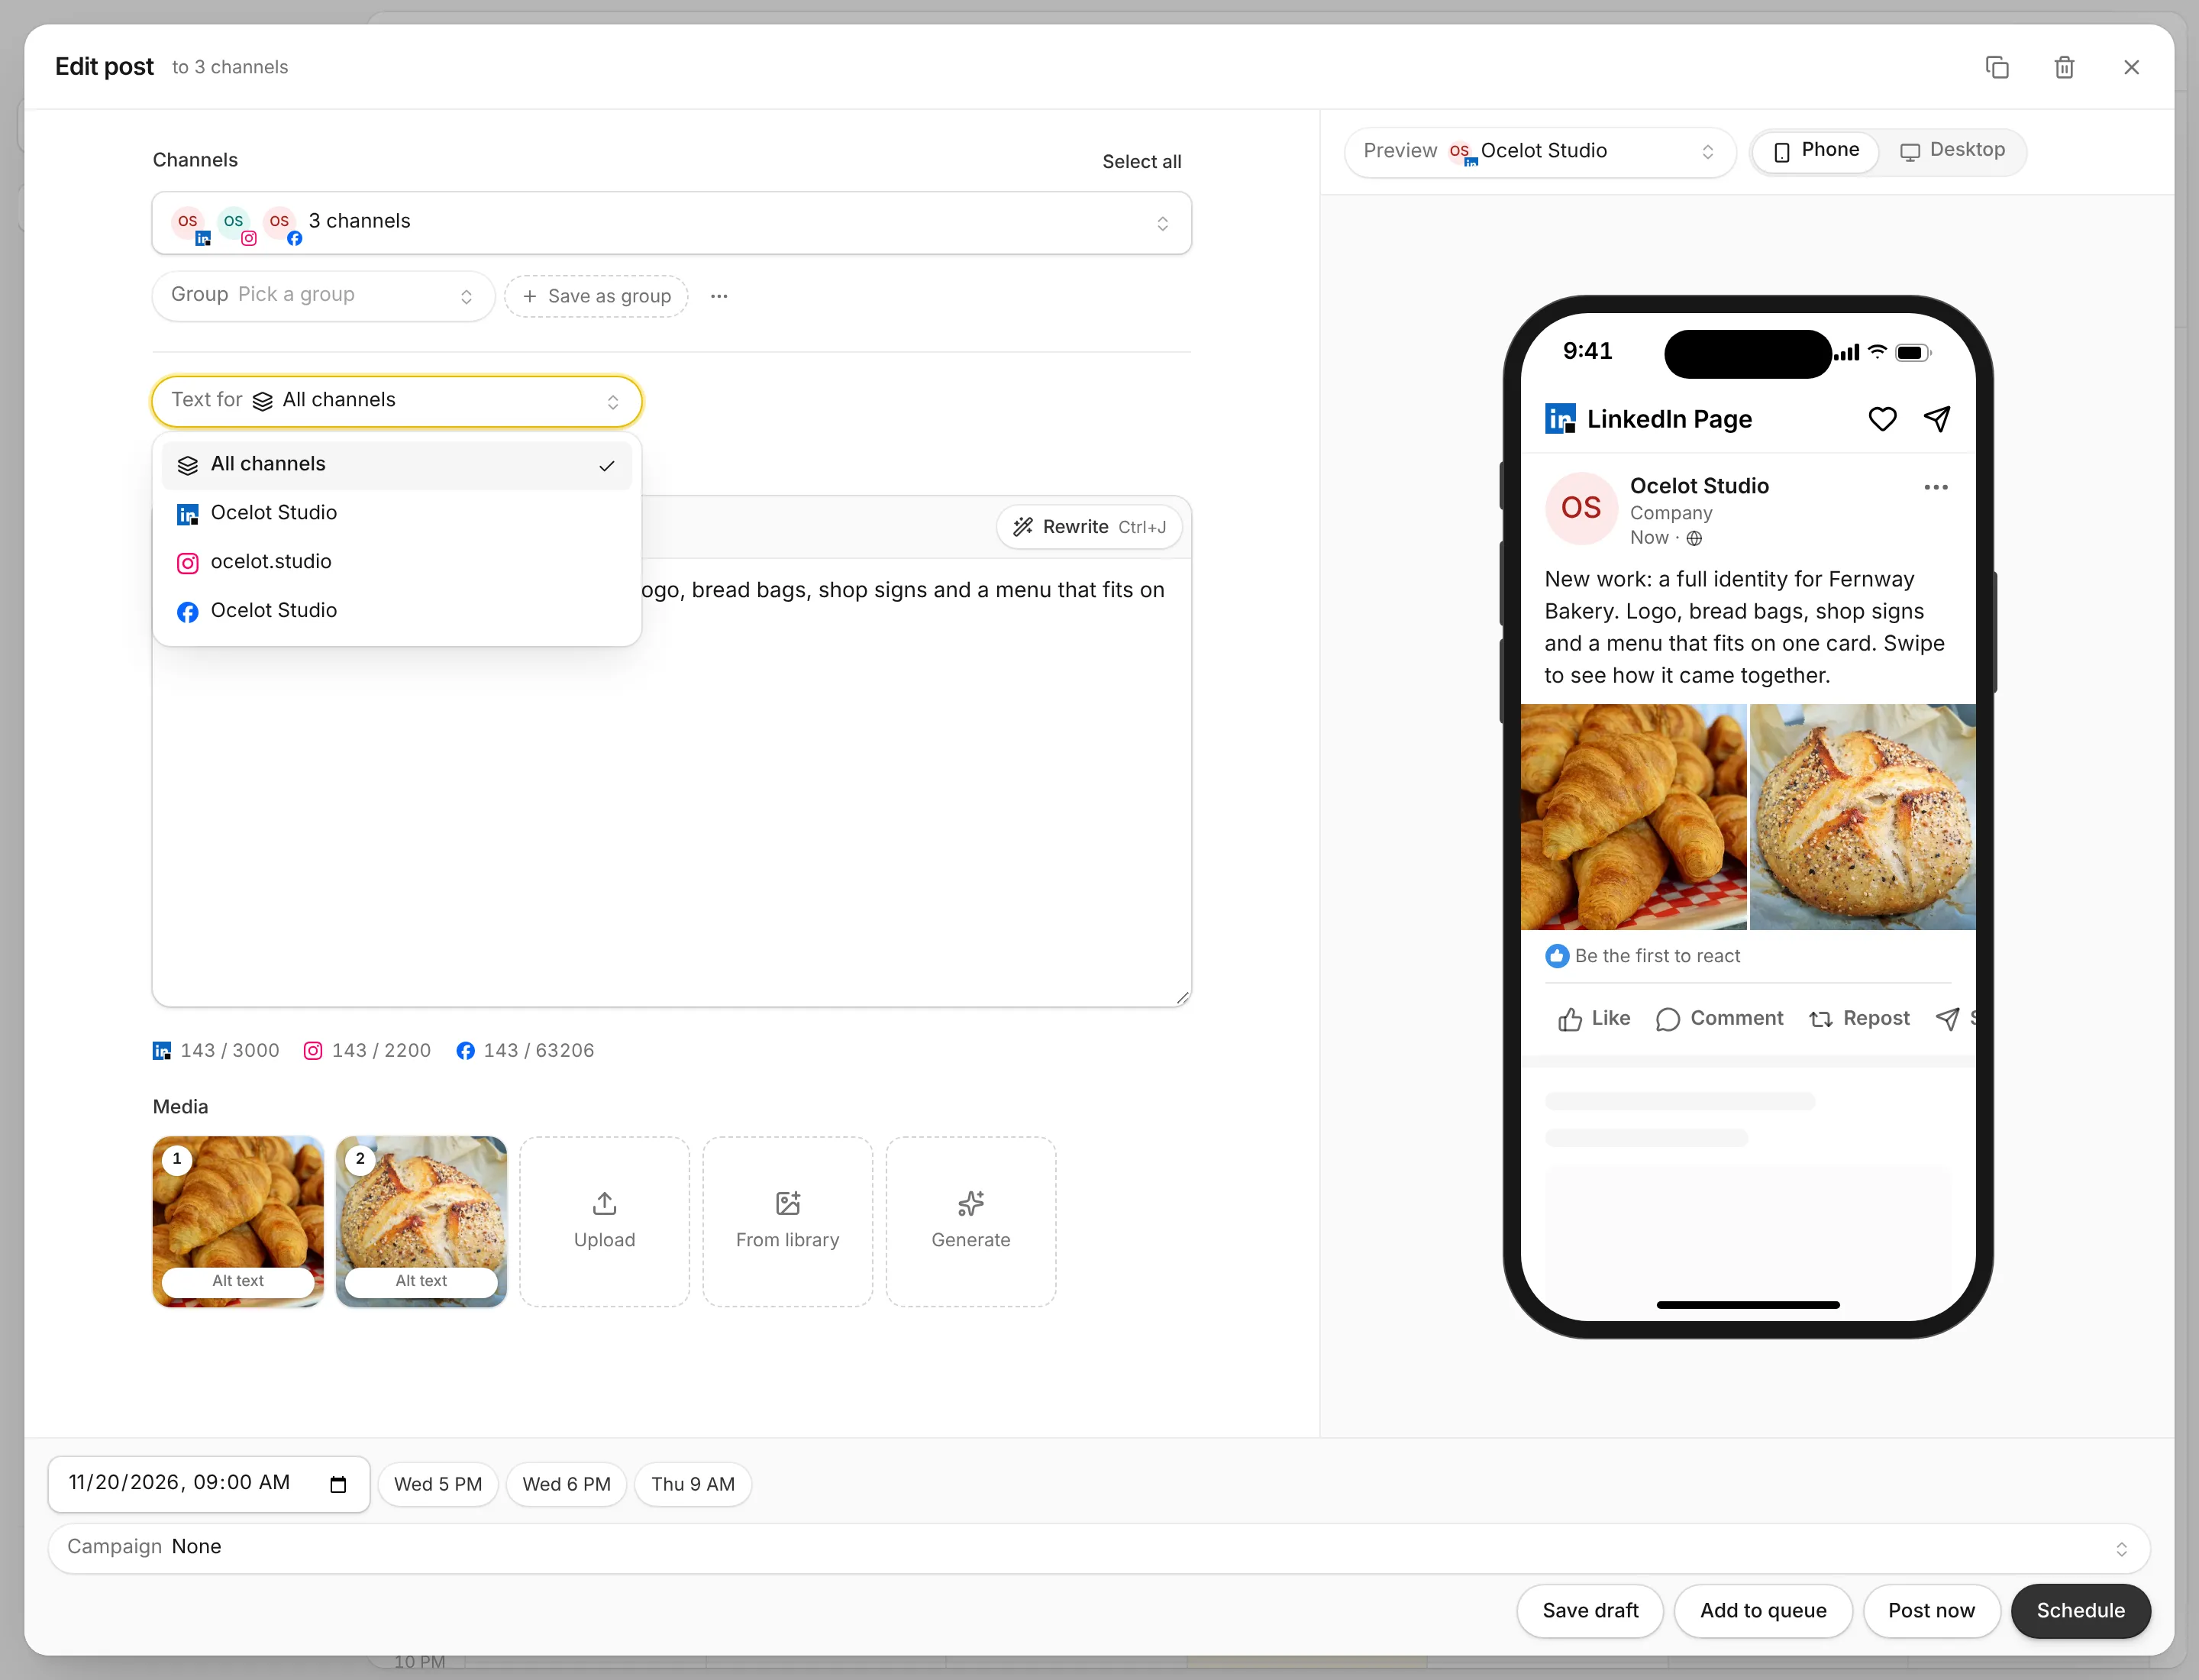 Edit post to 3 channels
Channels
Select all
OS OS OS 3 channels
Group Pick a group
+ Save as group
Text for All channels
All channels
Ocelot Studio
ocelot.studio
Ocelot Studio
Rewrite Ctrl+J
ogo, bread bags, shop signs and a menu that fits on
143 / 3000 143 / 2200 143 / 63206
Media
1
Alt text
2
Alt text
Upload
From library
Generate
Preview OS Ocelot Studio
Phone
Desktop
9:41
in LinkedIn Page
OS
Ocelot Studio
Company
Now ·
New work: a full identity for Fernway
Bakery. Logo, bread bags, shop signs
and a menu that fits on one card. Swipe
to see how it came together.
Be the first to react
Like Comment Repost S
11/20/2026, 09:00 AM
Wed 5 PM
Wed 6 PM
Thu 9 AM
Campaign None
Save draft
Add to queue
Post now
Schedule
10 PM